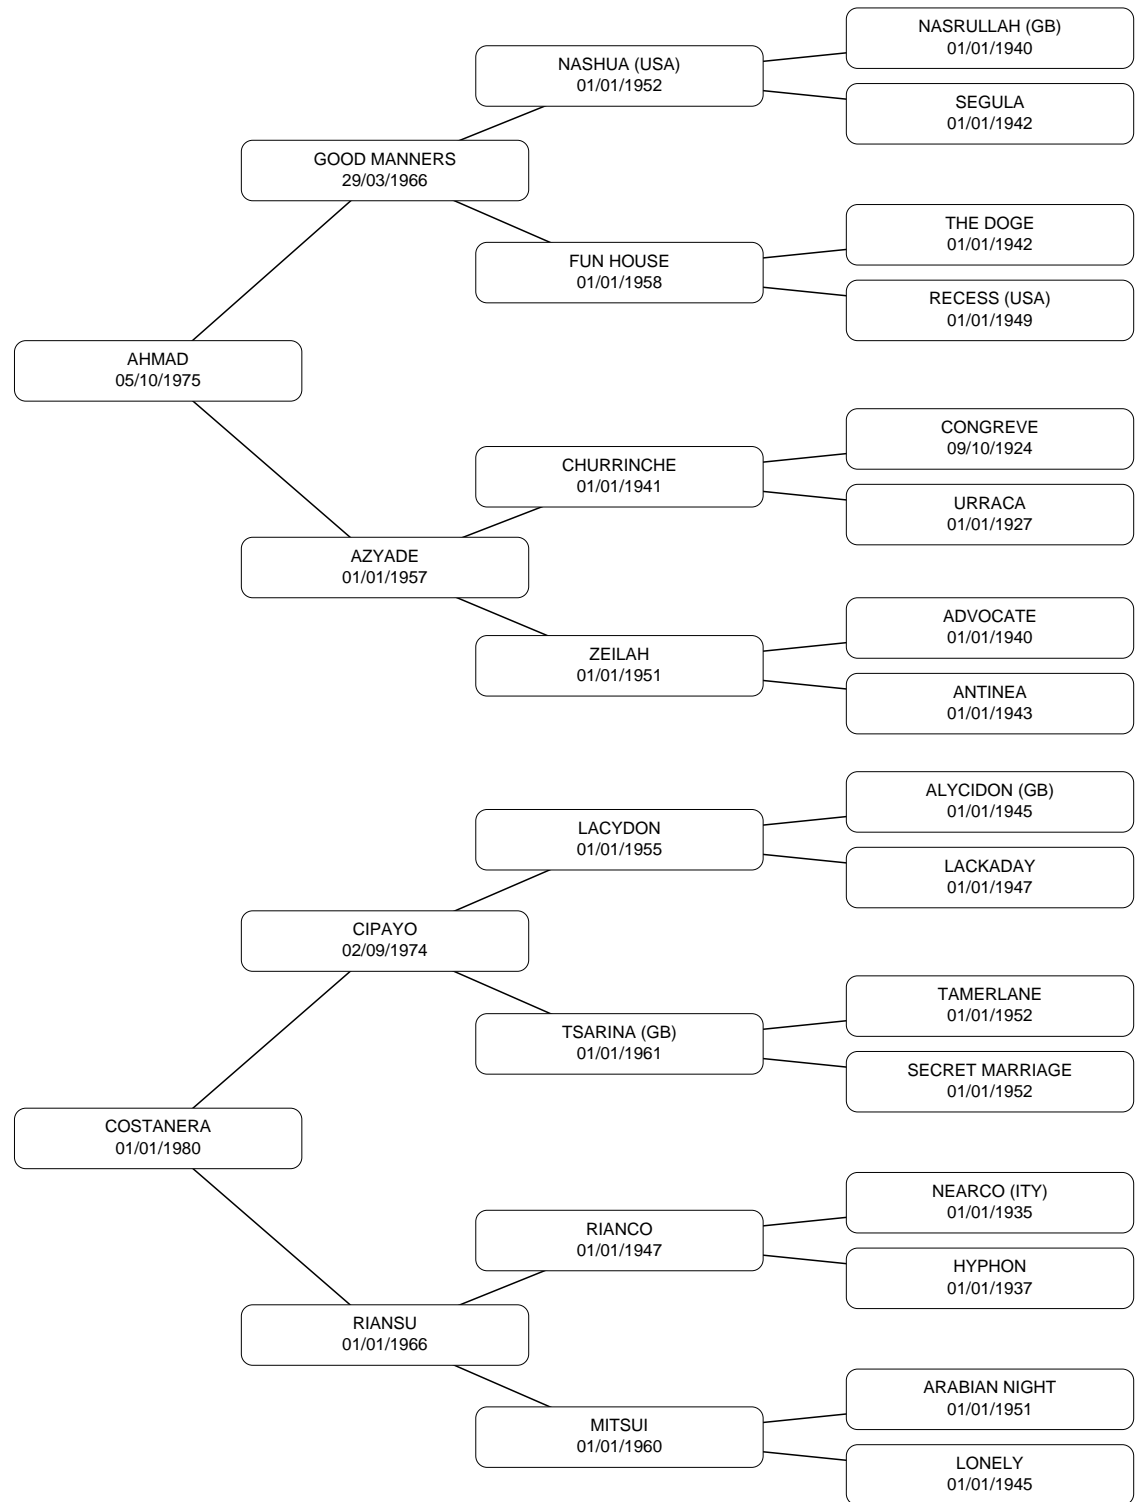 NASRULLAH (GB)
01/01/1940
NASHUA (USA)
01/01/1952
SEGULA
01/01/1942
GOOD MANNERS
29/03/1966
THE DOGE
01/01/1942
FUN HOUSE
01/01/1958
RECESS (USA)
01/01/1949
AHMAD
05/10/1975
CONGREVE
09/10/1924
CHURRINCHE
01/01/1941
URRACA
01/01/1927
AZYADE
01/01/1957
ADVOCATE
01/01/1940
ZEILAH
01/01/1951
ANTINEA
01/01/1943
ALYCIDON (GB)
01/01/1945
LACYDON
01/01/1955
LACKADAY
01/01/1947
CIPAYO
02/09/1974
TAMERLANE
01/01/1952
TSARINA (GB)
01/01/1961
SECRET MARRIAGE
01/01/1952
COSTANERA
01/01/1980
NEARCO (ITY)
01/01/1935
RIANCO
01/01/1947
HYPHON
01/01/1937
RIANSU
01/01/1966
ARABIAN NIGHT
01/01/1951
MITSUI
01/01/1960
LONELY
01/01/1945